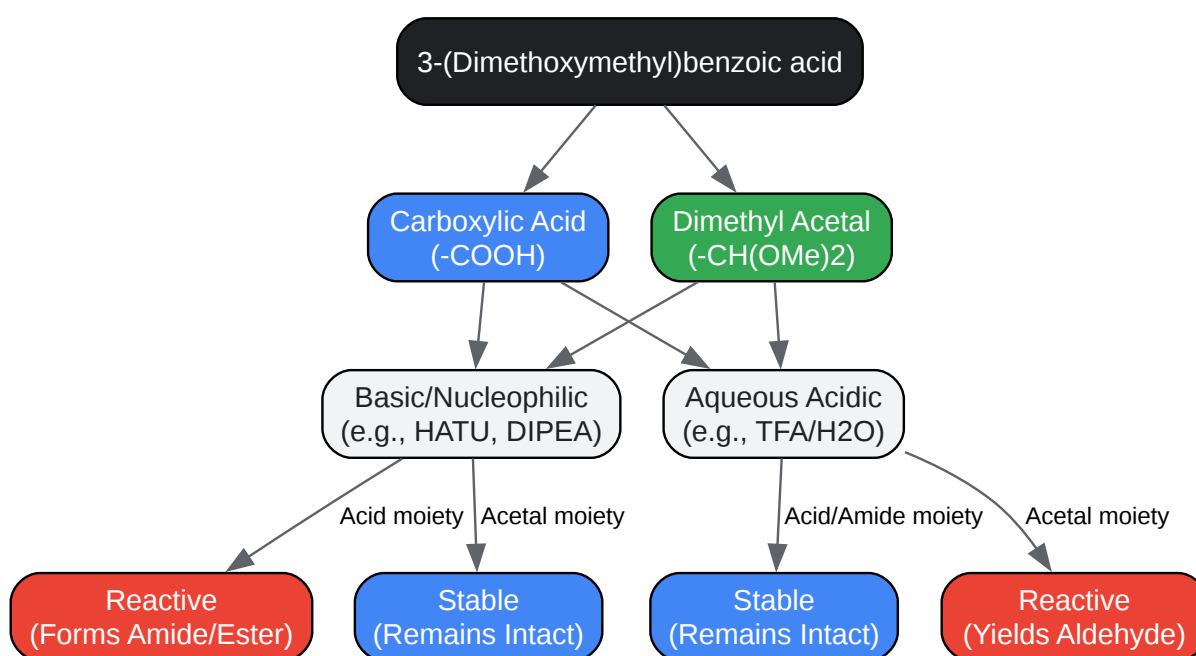 3-(Dimethoxymethyl)benzoic acid
Carboxylic Acid
(-COOH)
Dimethyl Acetal
(-CH(OMe)2)
Basic/Nucleophilic
(e.g., HATU, DIPEA)
Aqueous Acidic
(e.g., TFA/H2O)
Acid moiety
Acetal moiety
Acid/Amide moiety
Acetal moiety
Reactive
(Forms Amide/Ester)
Stable
(Remains Intact)
Stable
(Remains Intact)
Reactive
(Yields Aldehyde)